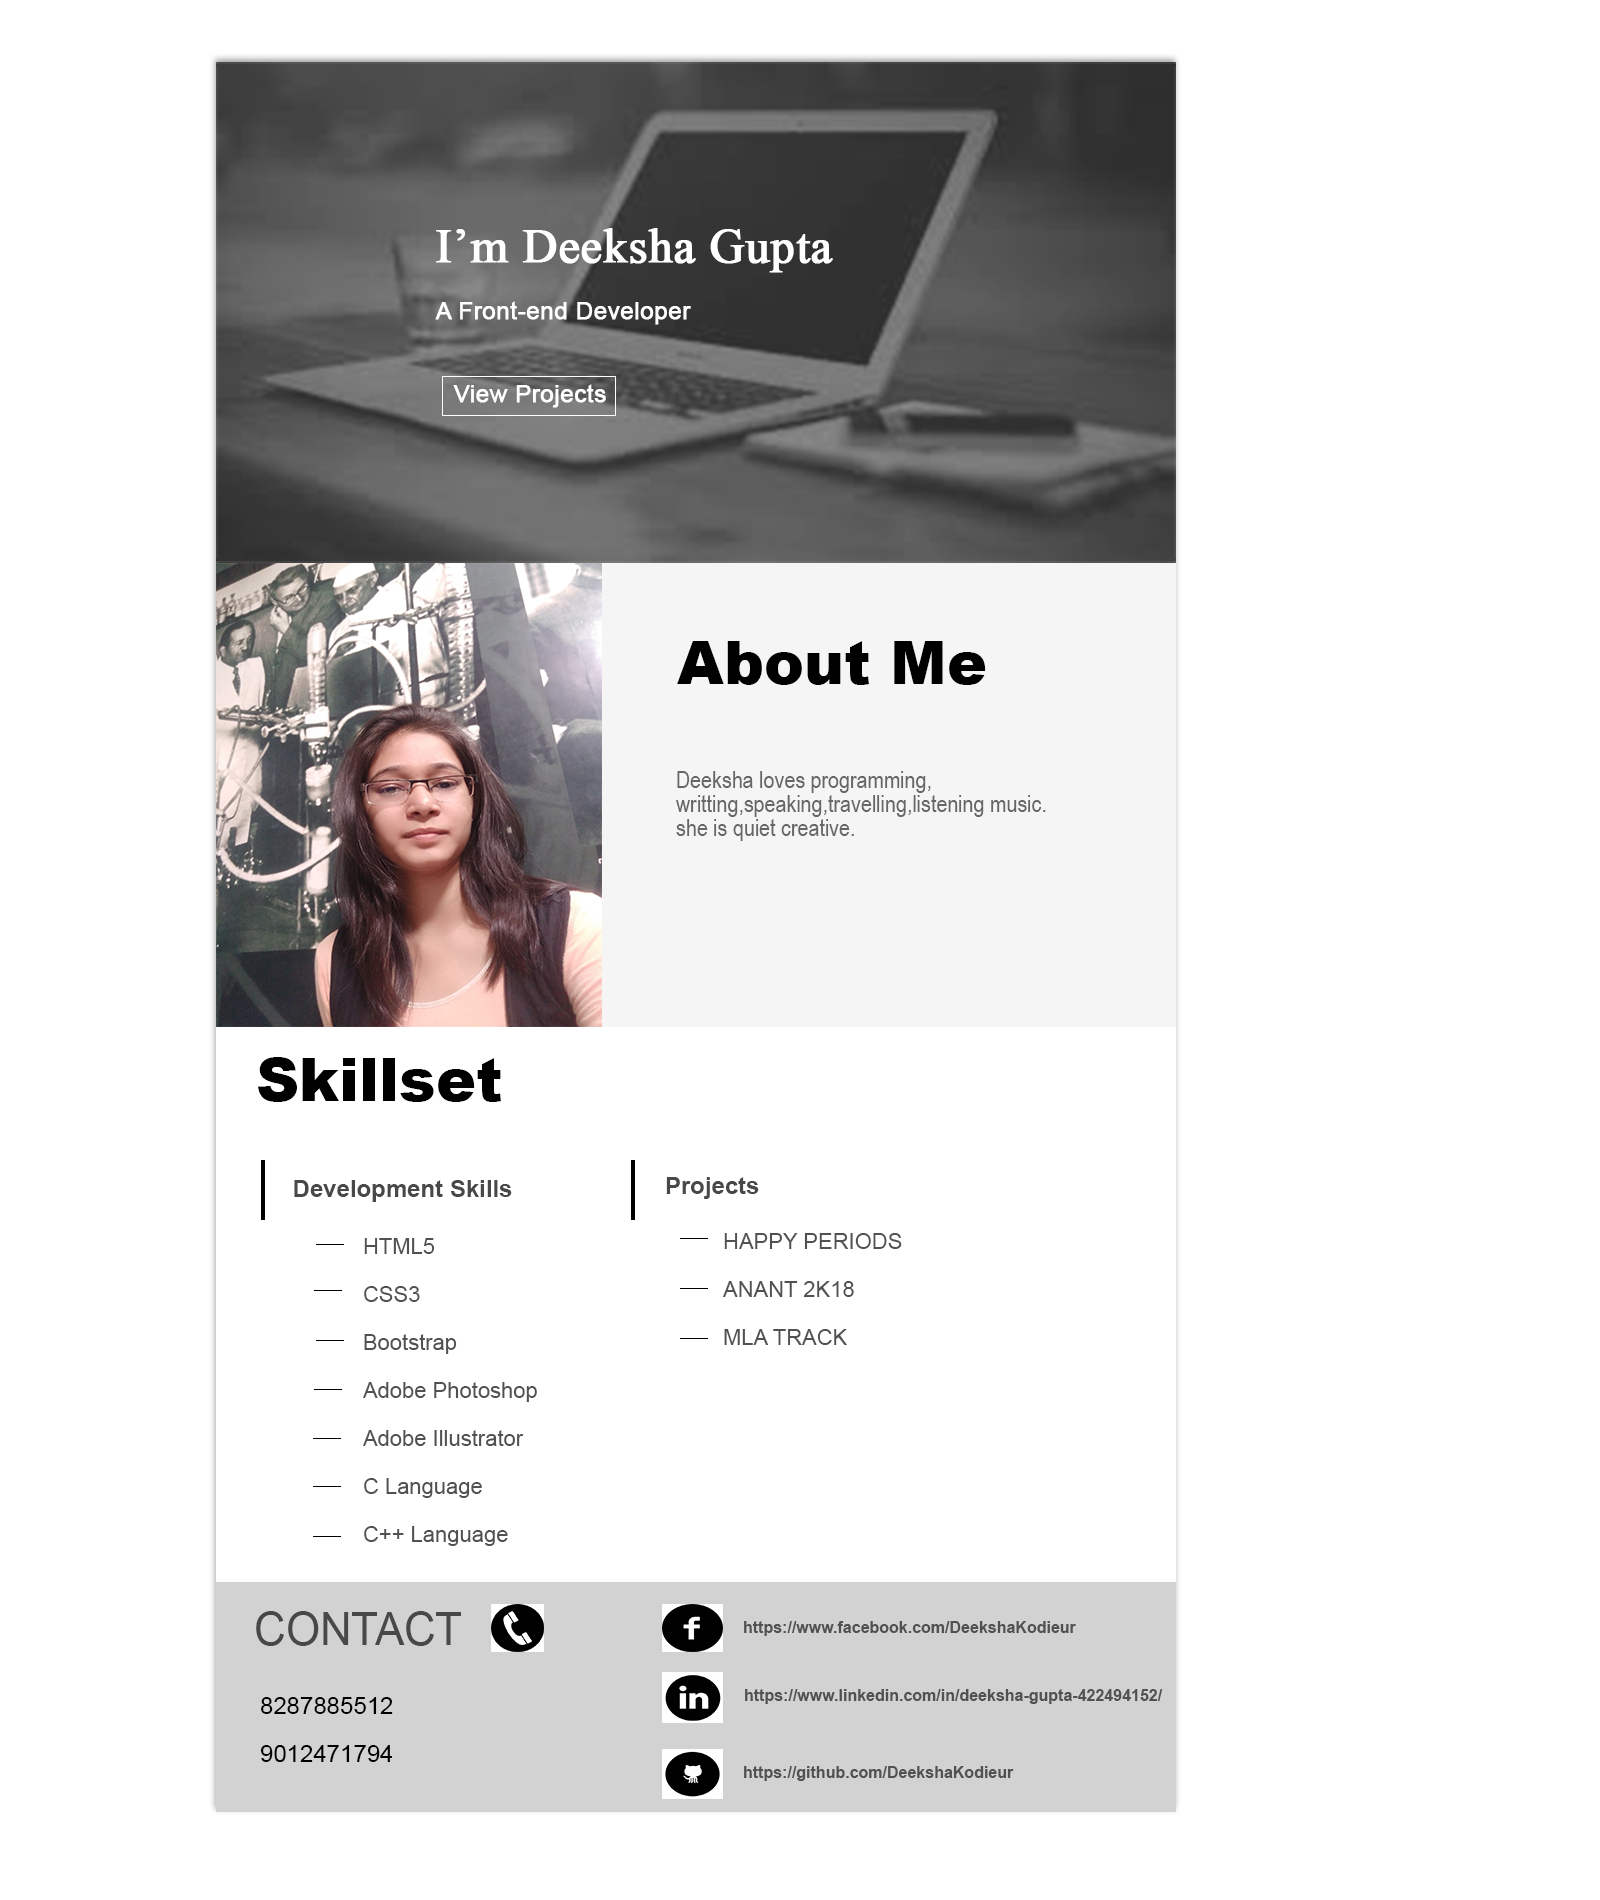 I’m Deeksha Gupta
A Front-end Developer
View Projects
About Me
Deeksha loves programming,
writting,speaking,travelling,listening music.
she is quiet creative.
Skillset
Development Skills
HTML5
CSS3
Bootstrap
Adobe Photoshop
Adobe Illustrator
C Language
C++ Language
Projects
HAPPY PERIODS
ANANT 2K18
MLA TRACK
CONTACT
8287885512
9012471794
f
https://www.facebook.com/DeekshaKodieur
in
https://www.linkedin.com/in/deeksha-gupta-422494152/
https://github.com/DeekshaKodieur